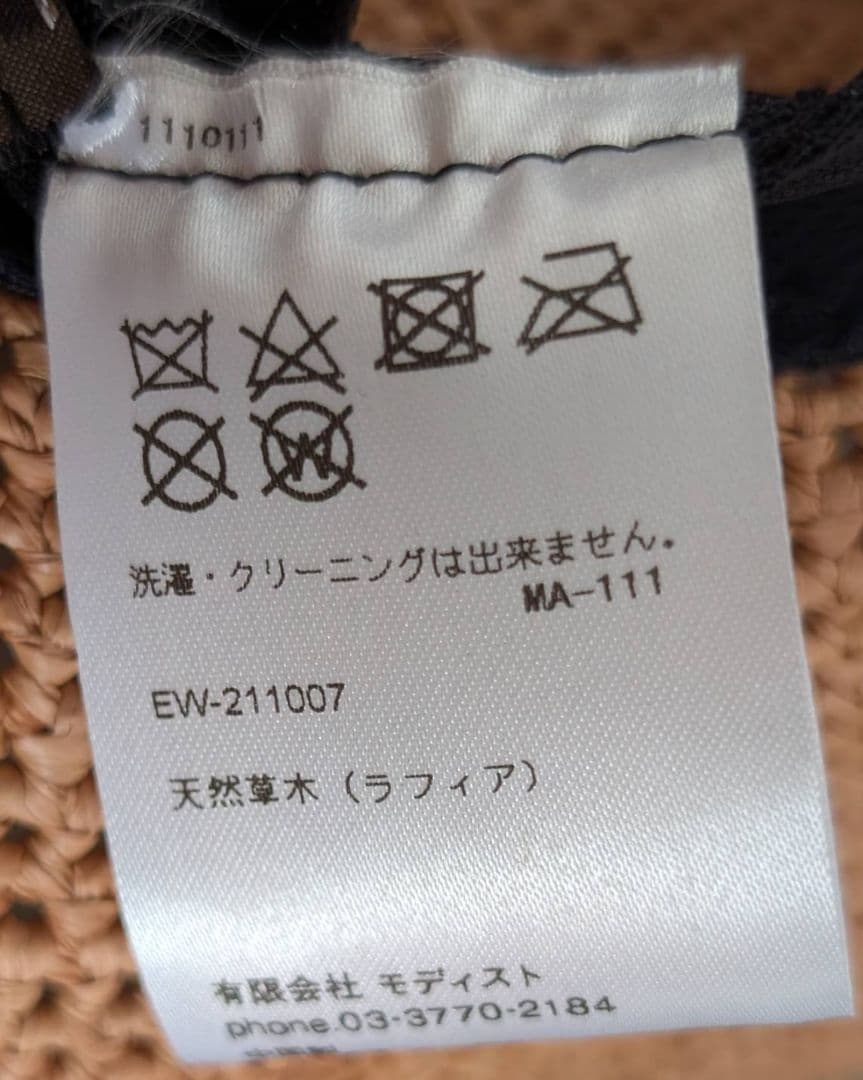 1110111
W
洗濯・クリーニングは出来ません。
MA-111
EW-211007
天然草木（ラフィア）
有限会社 モディスト
phone.03-3770-2184